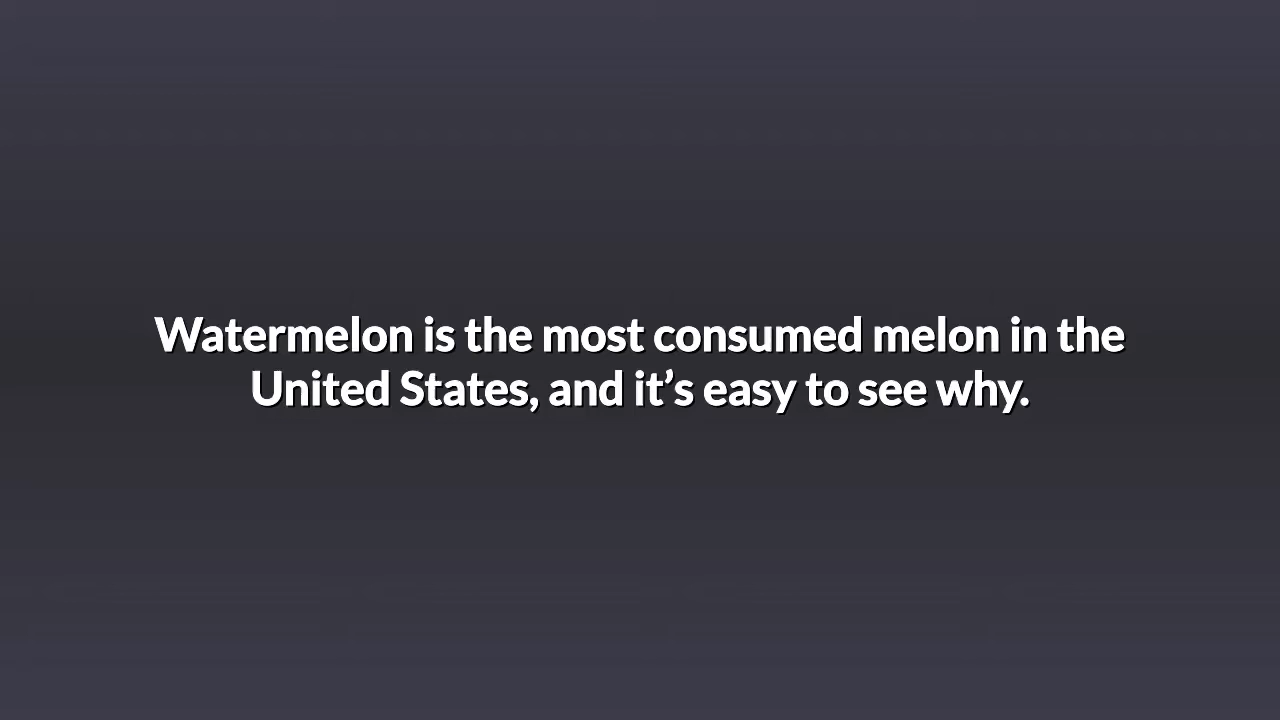 Watermelon is the most consumed melon in the
United States, and it’s easy to see why.